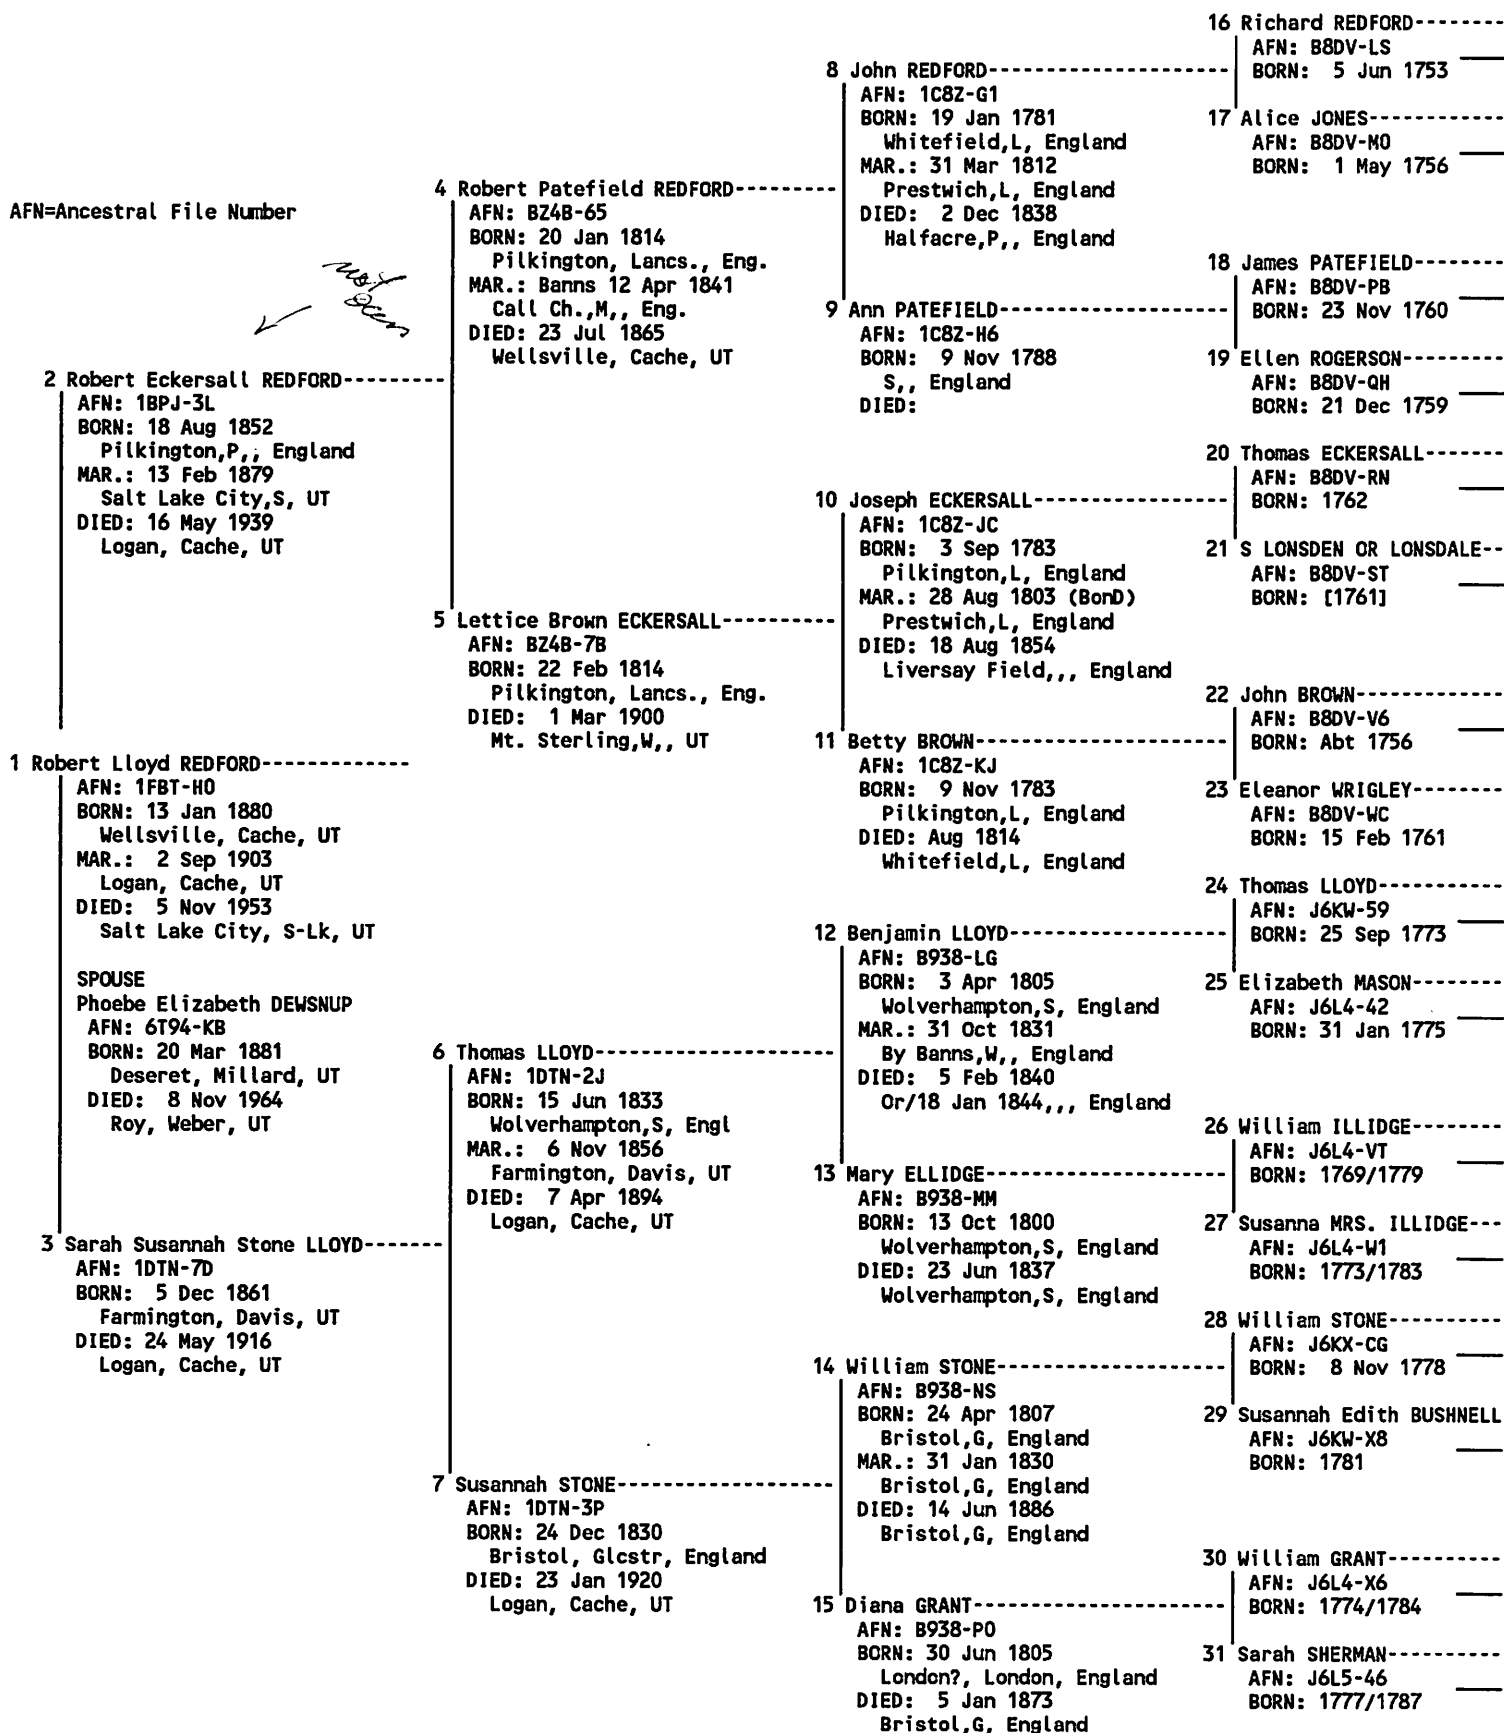 AFN=Ancestral File Number
not
2 Robert Eckersall REDFORD---------
AFN: 1BPJ-3L
BORN: 18 Aug 1852
Pilkington,P,, England
MAR.: 13 Feb 1879
Salt Lake City,S, UT
DIED: 16 May 1939
Logan, Cache, UT
1 Robert Lloyd REDFORD-------------
AFN: 1FBT-H0
BORN: 13 Jan 1880
Wellsville, Cache, UT
MAR.: 2 Sep 1903
Logan, Cache, UT
DIED: 5 Nov 1953
Salt Lake City, S-Lk, UT
SPOUSE
Phoebe Elizabeth DEWSNUP
AFN: 6T94-KB
BORN: 20 Mar 1881
Deseret, Millard, UT
DIED: 8 Nov 1964
Roy, Weber, UT
3 Sarah Susannah Stone LLOYD-------
AFN: 1DTN-7D
BORN: 5 Dec 1861
Farmington, Davis, UT
DIED: 24 May 1916
Logan, Cache, UT
4 Robert Patefield REDFORD---------
AFN: BZ4B-65
BORN: 20 Jan 1814
Pilkington, Lancs., Eng.
MAR.: Banns 12 Apr 1841
Call Ch.,M,, Eng.
DIED: 23 Jul 1865
Wellsville, Cache, UT
5 Lettice Brown ECKERSALL----------
AFN: BZ4B-7B
BORN: 22 Feb 1814
Pilkington, Lancs., Eng.
DIED: 1 Mar 1900
Mt. Sterling,W,, UT
6 Thomas LLOYD---------------------
AFN: 1DTN-2J
BORN: 15 Jun 1833
Wolverhampton,S, Engl
MAR.: 6 Nov 1856
Farmington, Davis, UT
DIED: 7 Apr 1894
Logan, Cache, UT
7 Susannah STONE-------------------
AFN: 1DTN-3P
BORN: 24 Dec 1830
Bristol, Glcstr, England
DIED: 23 Jan 1920
Logan, Cache, UT
8 John REDFORD---------------------
AFN: 1C8Z-G1
BORN: 19 Jan 1781
Whitefield,L, England
MAR.: 31 Mar 1812
Prestwich,L, England
DIED: 2 Dec 1838
Halfacre,P,, England
9 Ann PATEFIELD--------------------
AFN: 1C8Z-H6
BORN: 9 Nov 1788
S,, England
DIED:
10 Joseph ECKERSALL-----------------
AFN: 1C8Z-JC
BORN: 3 Sep 1783
Pilkington,L, England
MAR.: 28 Aug 1803 (BonD)
Prestwich,L, England
DIED: 18 Aug 1854
Liversay Field,,, England
11 Betty BROWN----------------------
AFN: 1C8Z-KJ
BORN: 9 Nov 1783
Pilkington,L, England
DIED: Aug 1814
Whitefield,L, England
12 Benjamin LLOYD-------------------
AFN: B938-LG
BORN: 3 Apr 1805
Wolverhampton,S, England
MAR.: 31 Oct 1831
By Banns,W,, England
DIED: 5 Feb 1840
Or/18 Jan 1844,,, England
13 Mary ELLIDGE---------------------
AFN: B938-MM
BORN: 13 Oct 1800
Wolverhampton,S, England
DIED: 23 Jun 1837
Wolverhampton,S, England
14 William STONE--------------------
AFN: B938-NS
BORN: 24 Apr 1807
Bristol,G, England
MAR.: 31 Jan 1830
Bristol,G, England
DIED: 14 Jun 1886
Bristol,G, England
15 Diana GRANT----------------------
AFN: B938-P0
BORN: 30 Jun 1805
London?, London, England
DIED: 5 Jan 1873
Bristol,G, England
16 Richard REDFORD--------
AFN: B8DV-LS
BORN: 5 Jun 1753
17 Alice JONES------------
AFN: B8DV-M0
BORN: 1 May 1756
18 James PATEFIELD--------
AFN: B8DV-PB
BORN: 23 Nov 1760
19 Ellen ROGERSON---------
AFN: B8DV-QH
BORN: 21 Dec 1759
20 Thomas ECKERSALL-------
AFN: B8DV-RN
BORN: 1762
21 S LONSDEN OR LONSDALE--
AFN: B8DV-ST
BORN: [1761]
22 John BROWN-------------
AFN: B8DV-V6
BORN: Abt 1756
23 Eleanor WRIGLEY--------
AFN: B8DV-WC
BORN: 15 Feb 1761
24 Thomas LLOYD-----------
AFN: J6KW-59
BORN: 25 Sep 1773
25 Elizabeth MASON--------
AFN: J6L4-42
BORN: 31 Jan 1775
26 William ILLIDGE--------
AFN: J6L4-VT
BORN: 1769/1779
27 Susanna MRS. ILLIDGE---
AFN: J6L4-W1
BORN: 1773/1783
28 William STONE----------
AFN: J6KX-CG
BORN: 8 Nov 1778
29 Susannah Edith BUSHNELL
AFN: J6KW-X8
BORN: 1781
30 William GRANT----------
AFN: J6L4-X6
BORN: 1774/1784
31 Sarah SHERMAN----------
AFN: J6L5-46
BORN: 1777/1787